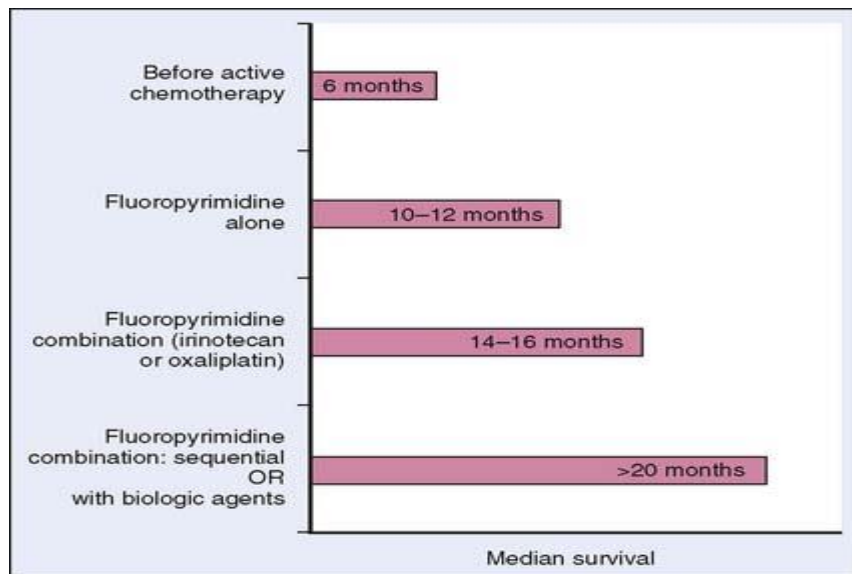 Before active
chemotherapy
6 months
Fluoropyrimidine
alone
10–12 months
Fluoropyrimidine
combination (irinotecan
or oxaliplatin)
14–16 months
Fluoropyrimidine
combination: sequential
OR
with biologic agents
>20 months
Median survival